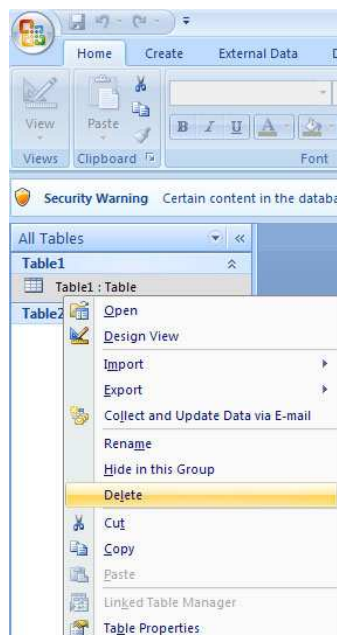 Home Create External Data D
View Paste B I U A
Views Clipboard Font
Security Warning Certain content in the databa
All Tables
Table1
Table1 : Table
Table2
Open
Design View
Import
Export
Collect and Update Data via E-mail
Rename
Hide in this Group
Delete
Cut
Copy
Paste
Linked Table Manager
Table Properties